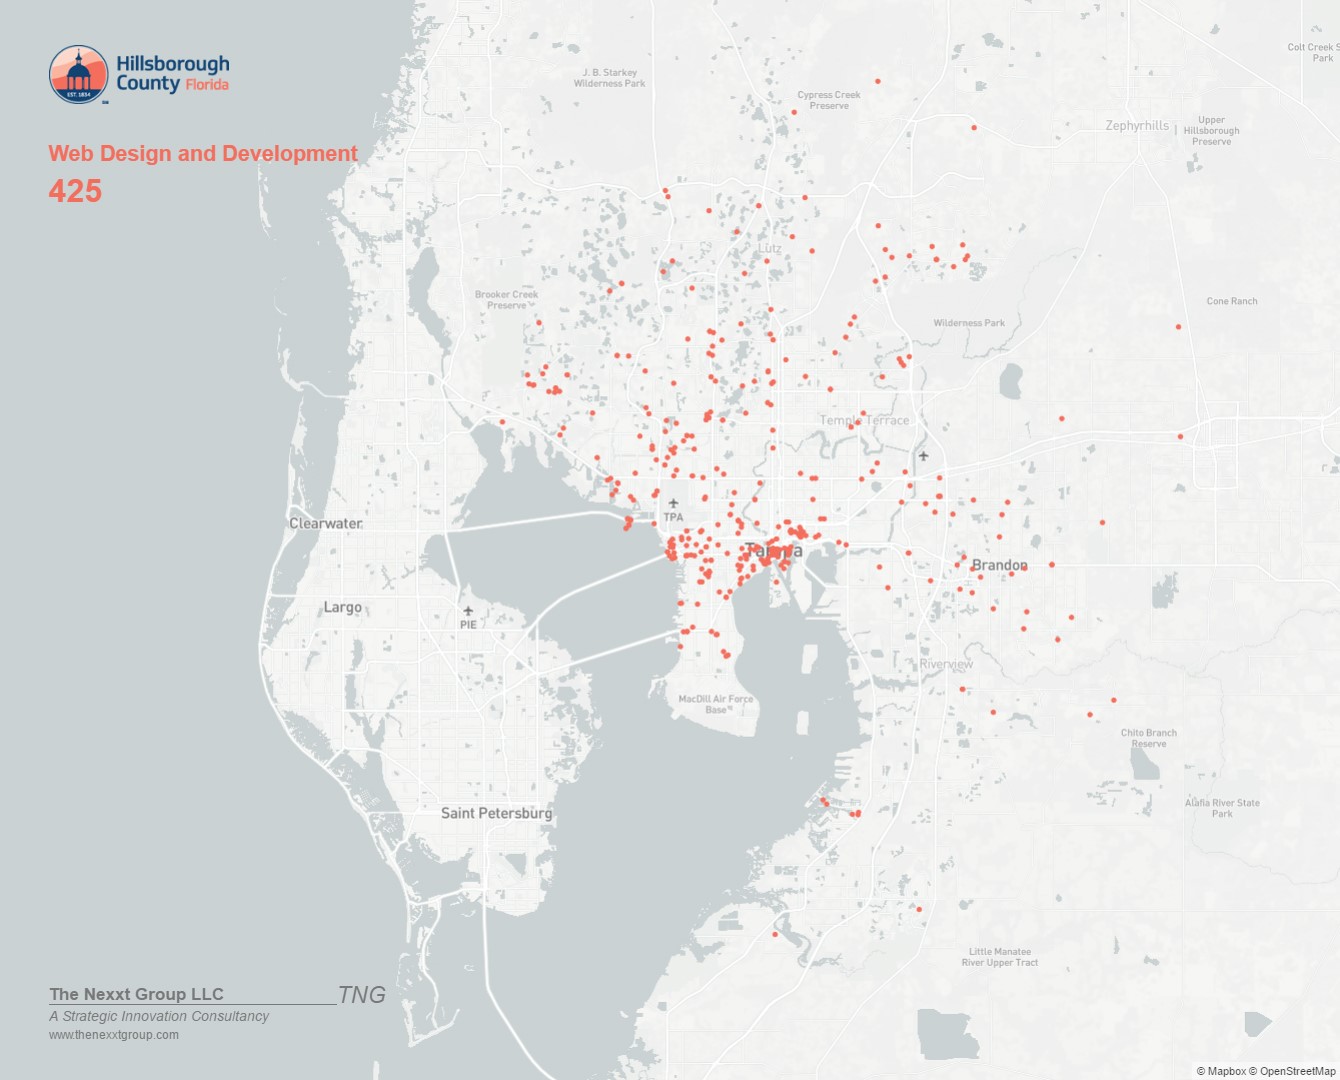 Hillsborough
County Florida
EST. 1834
SM
Web Design and Development
425
J. B. Starkey
Wilderness Park
Cypress Creek
Preserve
Colt Creek S
Park
Zephyrhills
Upper
Hillsborough
Preserve
Lutz
Brooker Creek
Preserve
Cone Ranch
Wilderness Park
Temple Terrace
Clearwater
TPA
Tampa
Brandon
Largo
PIE
Riverview
MacDill Air Force
Base
Chito Branch
Reserve
Saint Petersburg
Alafia River State
Park
Little Manatee
River Upper Tract
The Nexxt Group LLC TNG
A Strategic Innovation Consultancy
www.thenexxtgroup.com
© Mapbox © OpenStreetMap